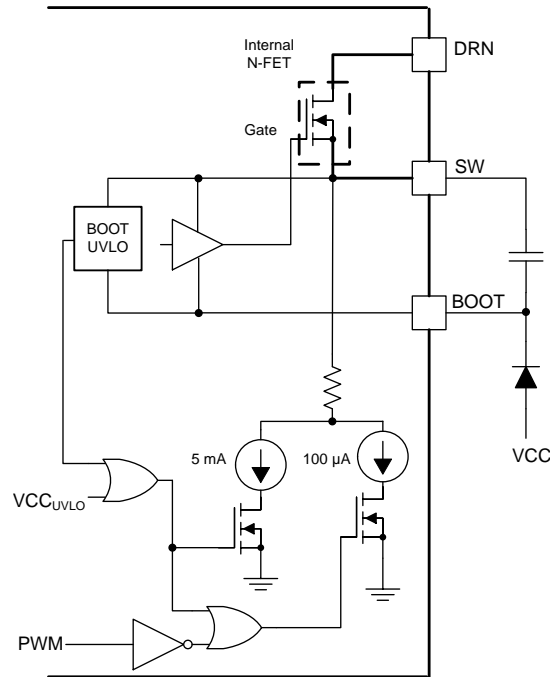 Internal
N-FET
DRN
Gate
SW
BOOT
UVLO
BOOT
5 mA
100 µA
VCC
VCCUVLO
PWM